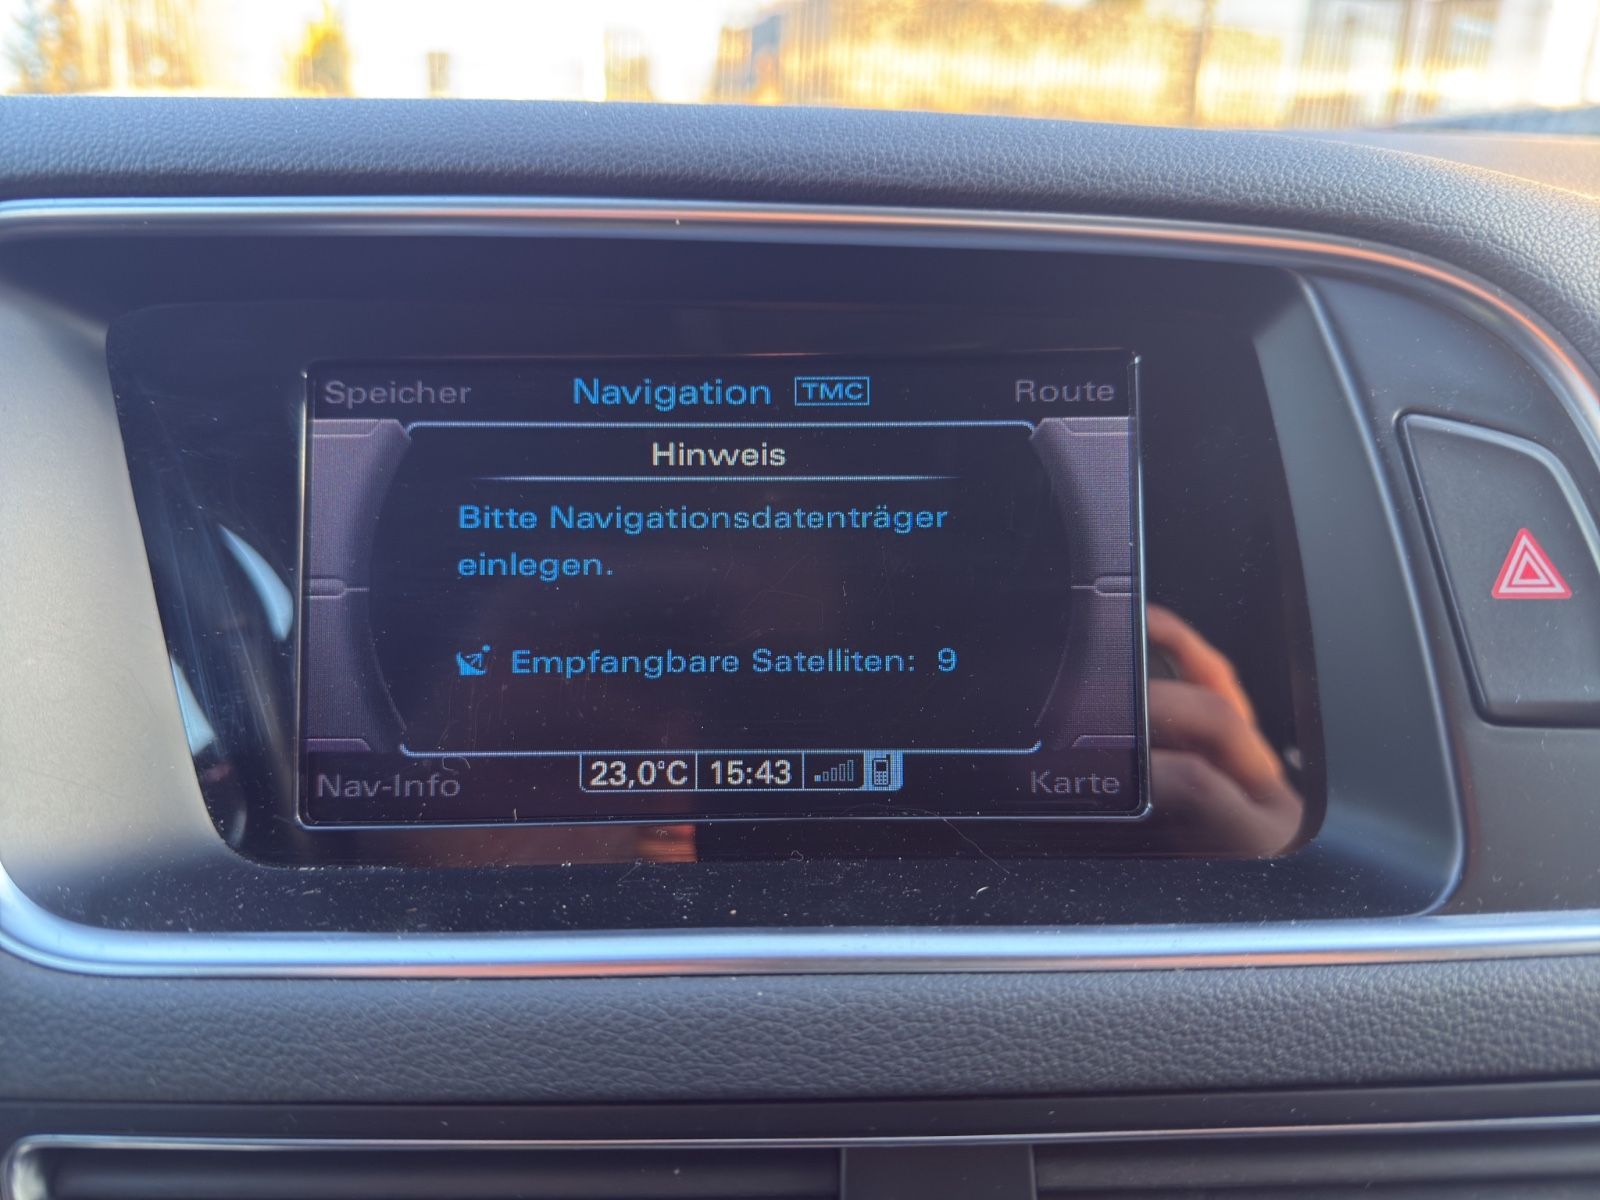 Speicher Navigation TMC Route
Hinweis
Bitte Navigationsdatenträger
einlegen.
Empfangbare Satelliten: 9
Nav-Info 23,0°C 15:43 Karte